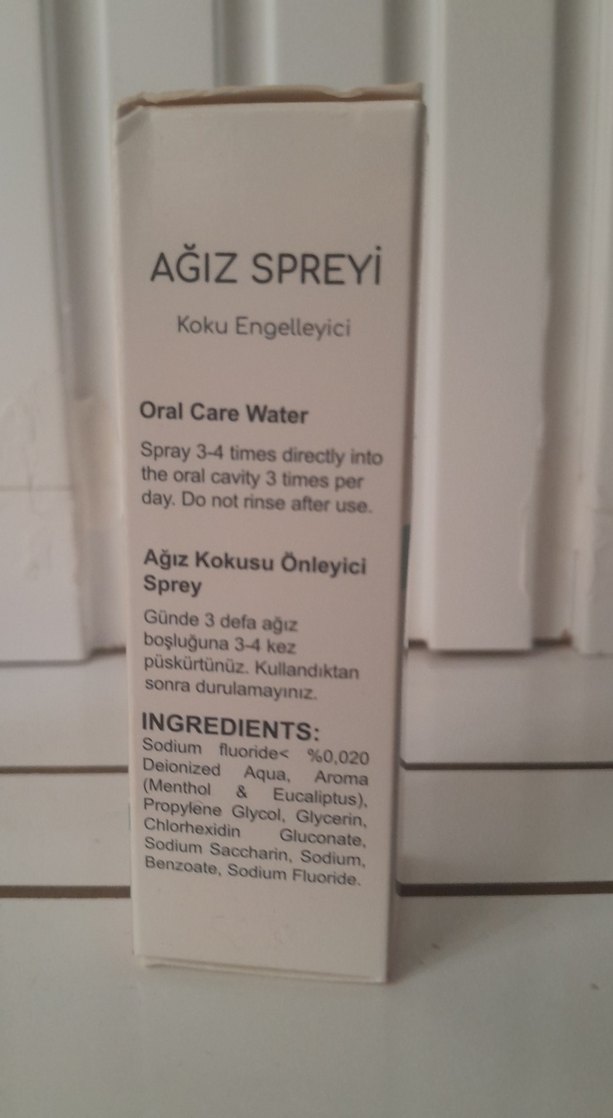 AĞIZ SPREYİ
Koku Engelleyici
Oral Care Water
Spray 3-4 times directly into
the oral cavity 3 times per
day. Do not rinse after use.
Ağız Kokusu Önleyici
Sprey
Günde 3 defa ağız
boşluğuna 3-4 kez
püskürtünüz. Kullandıktan
sonra durulamayınız.
INGREDIENTS:
Sodium fluoride< %0,020
Deionized Aqua, Aroma
(Menthol & Eucaliptus),
Propylene Glycol, Glycerin,
Chlorhexidin Gluconate,
Sodium Saccharin, Sodium,
Benzoate, Sodium Fluoride.